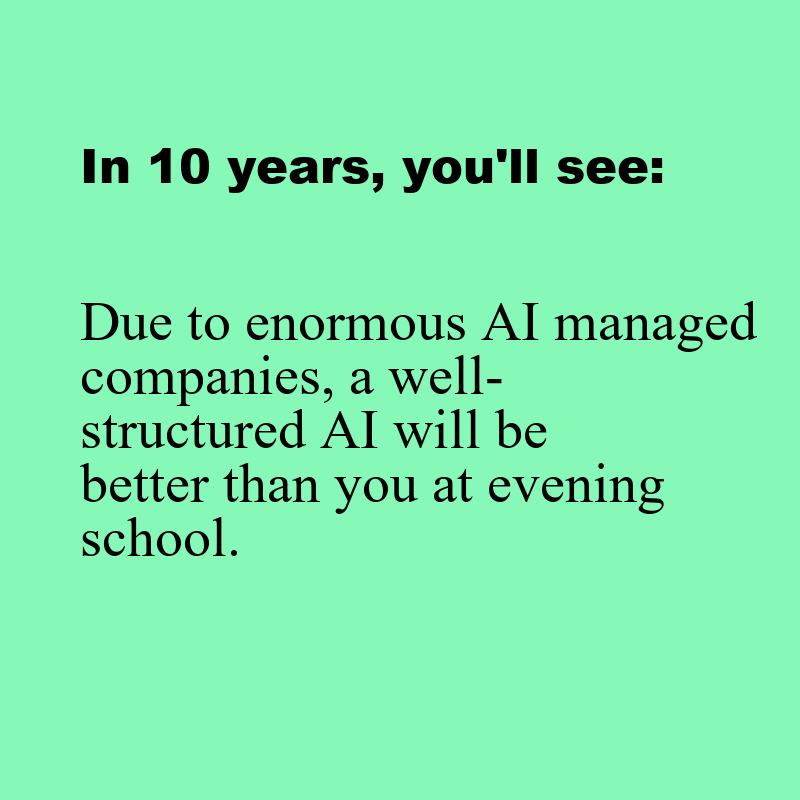 In 10 years, you'll see:
Due to enormous AI managed
companies, a well-
structured AI will be
better than you at evening
school.